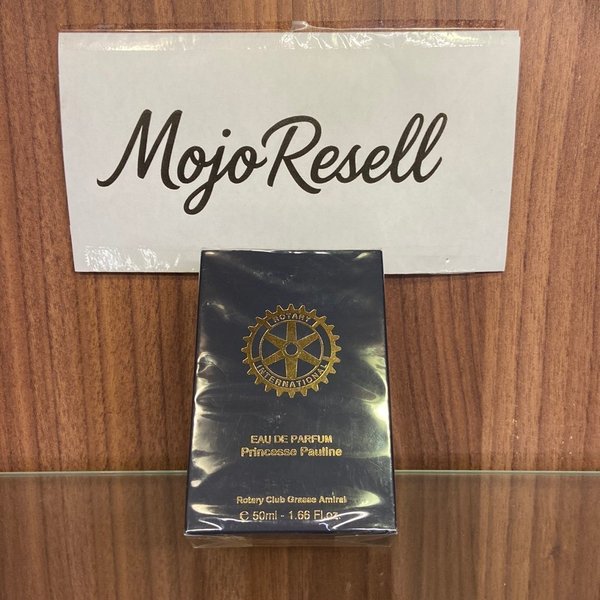 MojoResell
ROTARY
INTERNATIONAL
EAU DE PARFUM
Princesse Pauline
Rotary Club Grasse Amiral
℮ 50ml - 1.66 Fl.oz.